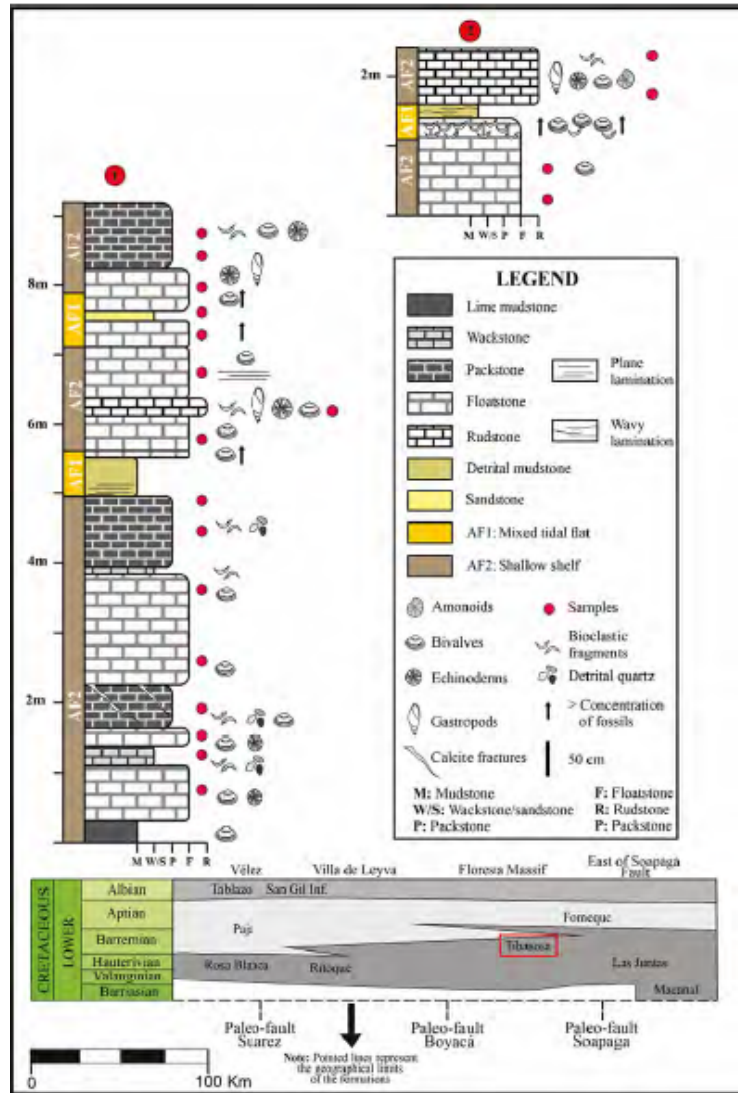 2m
AF2
AF1
AF2
M W/S P F R
AF2
8m
AF1
AF2
6m
AF1
4m
AF2
2m
M W/S P F R
LEGEND
Lime mudstone
Wackstone
Packstone
Plane lamination
Floatstone
Rudstone
Wavy lamination
Detrital mudstone
Sandstone
AF1: Mixed tidal flat
AF2: Shallow shelf
Amonoids
Samples
Bivalves
Bioclastic fragments
Echinoderms
Detrital quartz
Gastropods
> Concentration of fossils
Calcite fractures
50 cm
M: Mudstone
F: Floatstone
W/S: Wackstone/sandstone
R: Rudstone
P: Packstone
P: Packstone
Vélez
Villa de Leyva
Floresta Massif
East of Soapaga Fault
CRETACEOUS
LOWER
Albian
Tablazo
San Gil Inf.
Aptian
Fomeque
Paja
Barremian
Tibasosa
Hauterivian
Rosa Blanca
Ritoque
Las Juntas
Valanginian
Barriasian
Macanal
Paleo-fault Suarez
Paleo-fault Boyacá
Paleo-fault Soapaga
Note: Pointed lines represent
the geographical limits
of the formations
0
100 Km